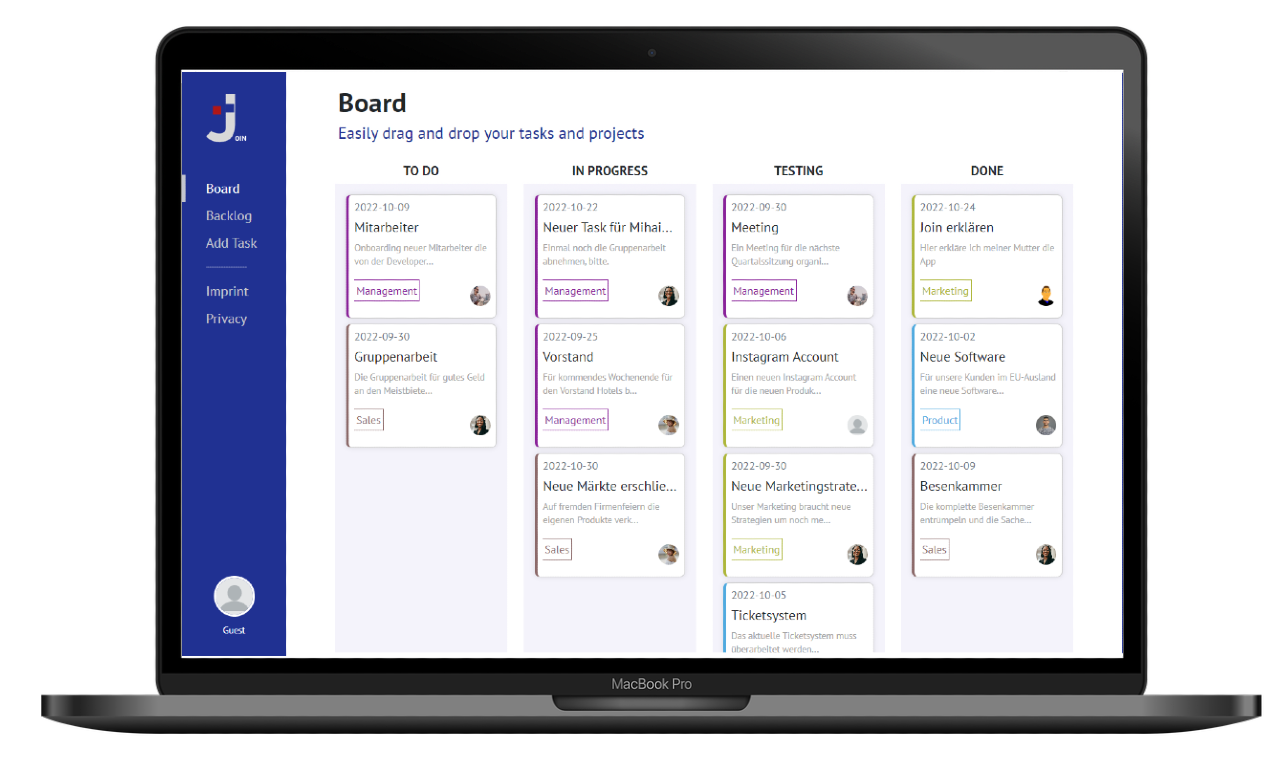 JOIN
Board
Backlog
Add Task
Imprint
Privacy
Guest
Board
Easily drag and drop your tasks and projects
TO DO
2022-10-09
Mitarbeiter
Onboarding neuer Mitarbeiter die
von der Developer...
Management
2022-09-30
Gruppenarbeit
Die Gruppenarbeit für gutes Geld
an den Meistbiete...
Sales
IN PROGRESS
2022-10-22
Neuer Task für Mihai...
Einmal noch die Gruppenarbeit
abnehmen, bitte.
Management
2022-09-25
Vorstand
Für kommendes Wochenende für
den Vorstand Hotels b...
Management
2022-10-30
Neue Märkte erschlie...
Auf fremden Firmenfeiern die
eigenen Produkte verk...
Sales
TESTING
2022-09-30
Meeting
Ein Meeting für die nächste
Quartalssitzung organi...
Management
2022-10-06
Instagram Account
Einen neuen Instagram Account
für die neuen Produk...
Marketing
2022-09-30
Neue Marketingstrate...
Unser Marketing braucht neue
Strategien um noch me...
Marketing
2022-10-05
Ticketsystem
Das aktuelle Ticketsystem muss
überarbeitet werden...
DONE
2022-10-24
Join erklären
Hier erkläre ich meiner Mutter die
App
Marketing
2022-10-02
Neue Software
Für unsere Kunden im EU-Ausland
eine neue Software...
Product
2022-10-09
Besenkammer
Die komplette Besenkammer
entrumpeln und die Sache...
Sales
MacBook Pro